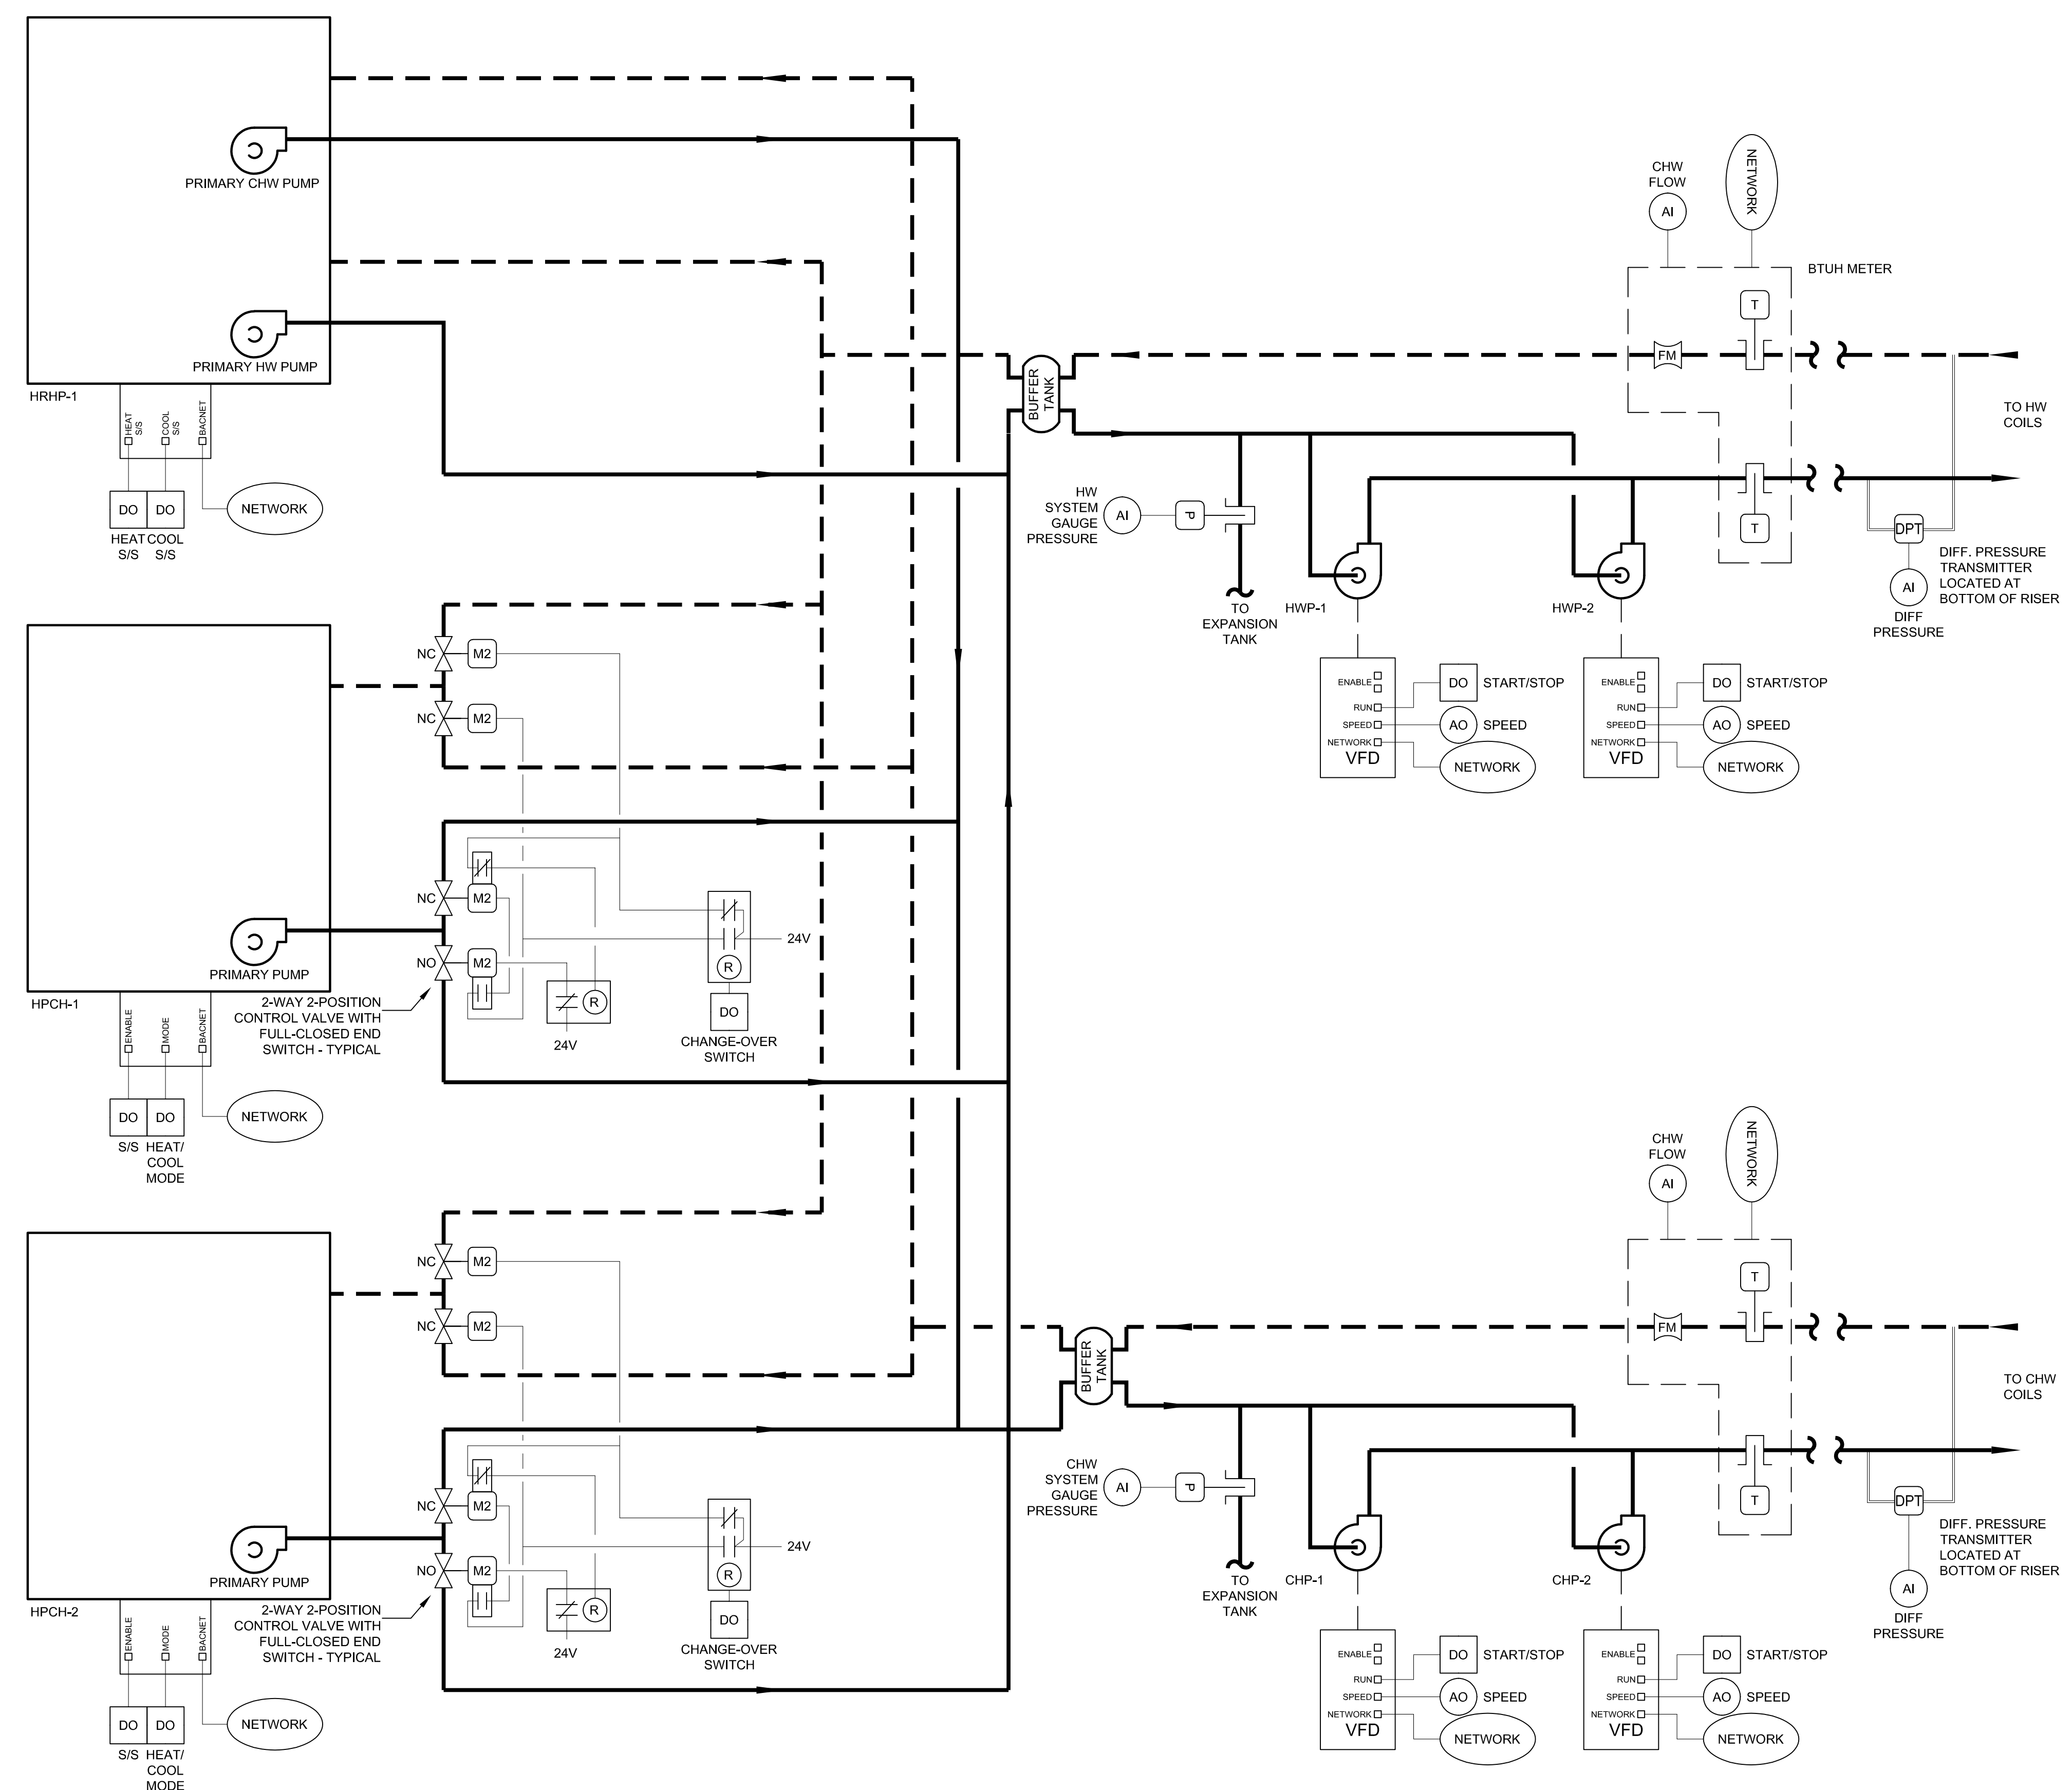 PRIMARY CHW PUMP
PRIMARY HW PUMP
HRHP-1
HEAT
S/S
COOL
S/S
BACNET
DO
DO
NETWORK
HEAT
S/S
COOL
S/S
BUFFER
TANK
CHW
FLOW
AI
NETWORK
BTUH METER
T
FM
TO HW
COILS
T
HW
SYSTEM
GAUGE
PRESSURE
AI
P
TO
EXPANSION
TANK
HWP-1
HWP-2
DPT
AI
DIFF
PRESSURE
DIFF. PRESSURE
TRANSMITTER
LOCATED AT
BOTTOM OF RISER
ENABLE
RUN
SPEED
NETWORK
VFD
DO
START/STOP
AO
SPEED
NETWORK
ENABLE
RUN
SPEED
NETWORK
VFD
DO
START/STOP
AO
SPEED
NETWORK
NC
M2
NC
M2
NC
M2
NO
M2
PRIMARY PUMP
HPCH-1
2-WAY 2-POSITION
CONTROL VALVE WITH
FULL-CLOSED END
SWITCH - TYPICAL
R
24V
24V
R
DO
CHANGE-OVER
SWITCH
ENABLE
MODE
BACNET
DO
DO
NETWORK
S/S
HEAT/
COOL
MODE
NC
M2
NC
M2
NC
M2
NO
M2
PRIMARY PUMP
HPCH-2
2-WAY 2-POSITION
CONTROL VALVE WITH
FULL-CLOSED END
SWITCH - TYPICAL
R
24V
24V
R
DO
CHANGE-OVER
SWITCH
ENABLE
MODE
BACNET
DO
DO
NETWORK
S/S
HEAT/
COOL
MODE
BUFFER
TANK
CHW
FLOW
AI
NETWORK
T
FM
TO CHW
COILS
T
CHW
SYSTEM
GAUGE
PRESSURE
AI
P
TO
EXPANSION
TANK
CHP-1
CHP-2
DPT
AI
DIFF
PRESSURE
DIFF. PRESSURE
TRANSMITTER
LOCATED AT
BOTTOM OF RISER
ENABLE
RUN
SPEED
NETWORK
VFD
DO
START/STOP
AO
SPEED
NETWORK
ENABLE
RUN
SPEED
NETWORK
VFD
DO
START/STOP
AO
SPEED
NETWORK